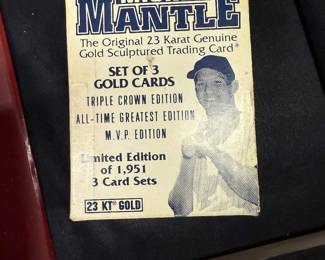 MANTLE
The Original 23 Karat Genuine
Gold Sculptured Trading Card®
SET OF 3
GOLD CARDS
TRIPLE CROWN EDITION
ALL-TIME GREATEST EDITION
M.V.P. EDITION
Limited Edition
of 1,951
3 Card Sets
23 KT® GOLD